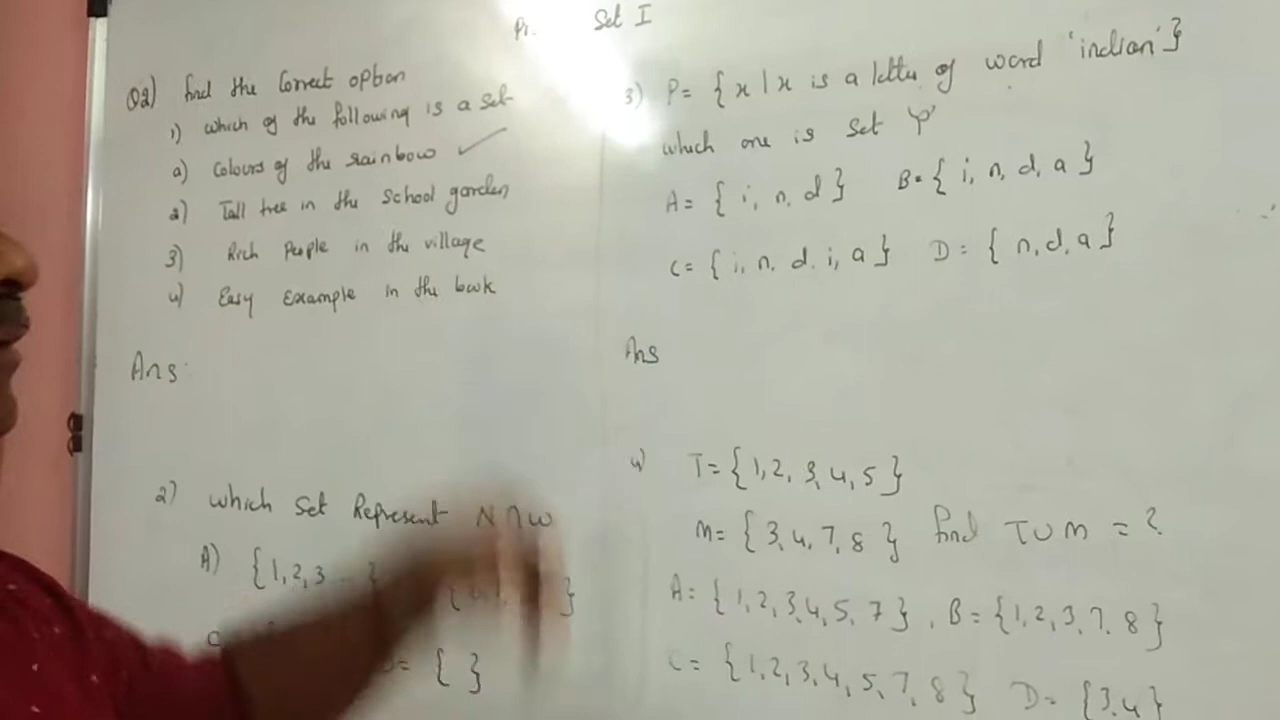 Set I
Q2) find the Correct option
1) which of the following is a set
a) Colours of the rainbow ✓
2) Tall tree in the School garden
3) Rich People in the village
4) Easy Example in the book
Ans:
2) which Set Represent N∩W
A) {1,2,3 ... }
{ }
3) P= {x|x is a letter of word 'indian'}
which one is Set 'P'
A= {i, n, d} B= {i, n, d, a}
C= {i, n, d, i, a} D= {n, d, a}
Ans
4) T= {1,2,3,4,5}
M= {3,4,7,8} find T∪M = ?
A= {1,2,3,4,5,7}, B= {1,2,3,7,8}
C= {1,2,3,4,5,7,8} D= {3,4}